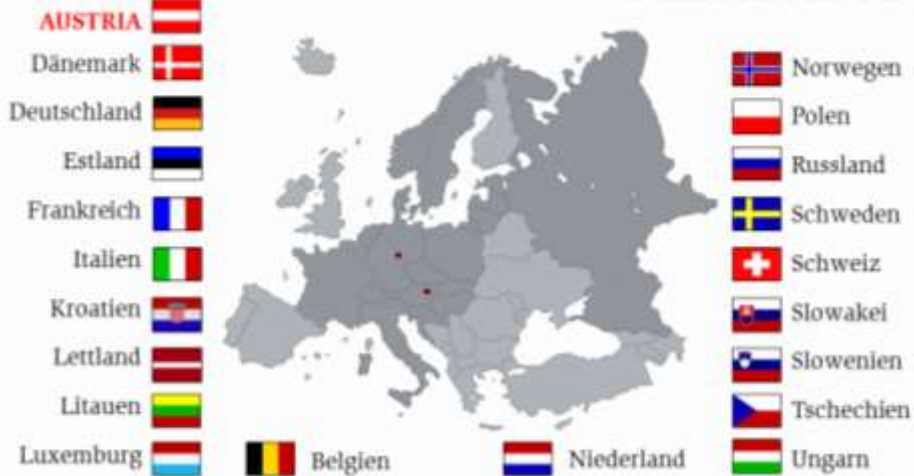 AUSTRIA
Dänemark
Deutschland
Estland
Frankreich
Italien
Kroatien
Lettland
Litauen
Luxemburg
Belgien
Niederland
Norwegen
Polen
Russland
Schweden
Schweiz
Slowakei
Slowenien
Tschechien
Ungarn